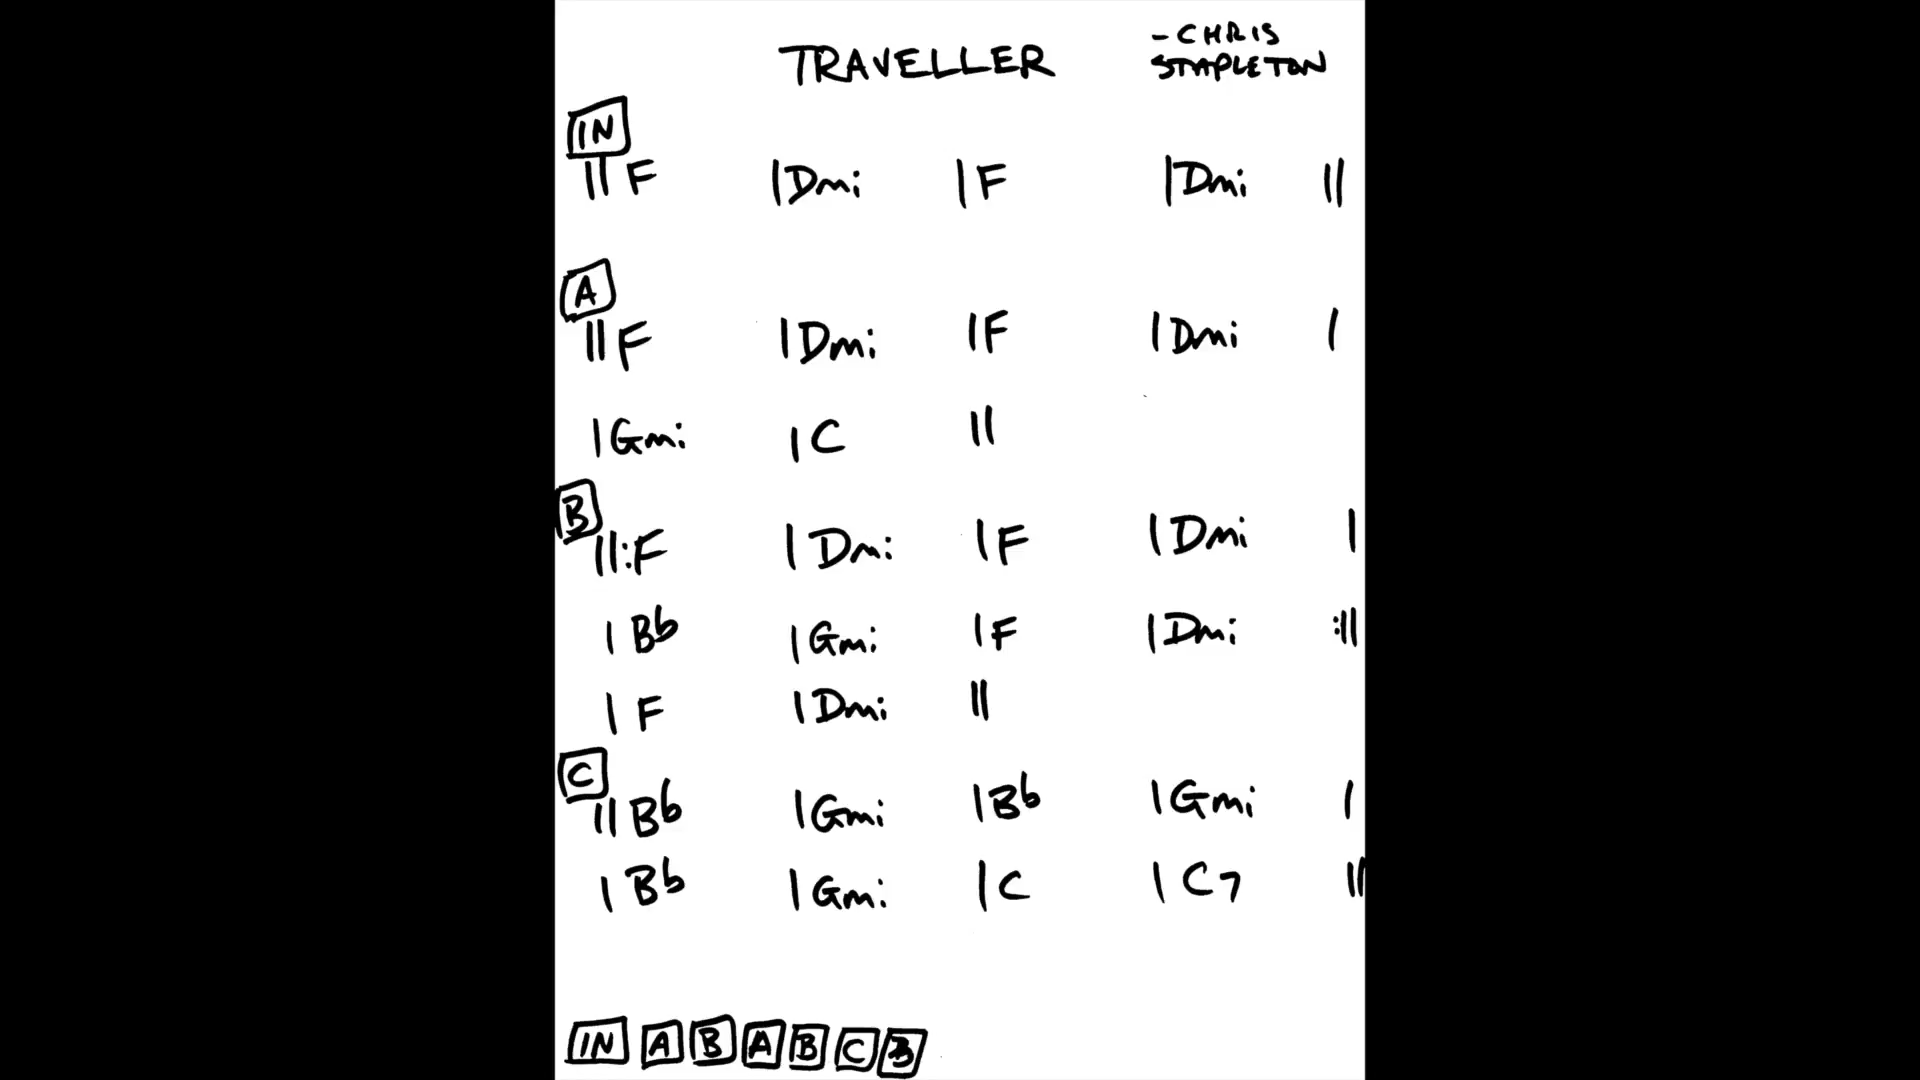 TRAVELLER
- CHRIS
STAPLETON
IN
|| F | Dmi | F | Dmi ||
A
|| F | Dmi | F | Dmi |
| Gmi | C ||
B
||: F | Dmi | F | Dmi |
| Bb | Gmi | F | Dmi :||
| F | Dmi ||
C
|| Bb | Gmi | Bb | Gmi |
| Bb | Gmi | C | C7 ||
IN A B A B C B